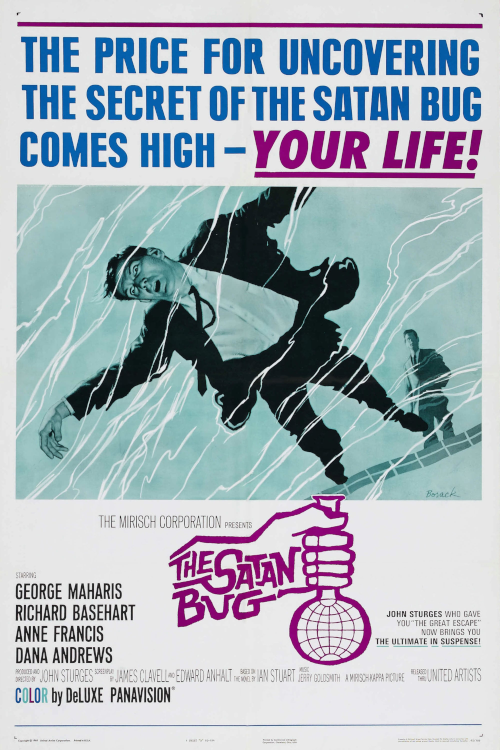 THE PRICE FOR UNCOVERING
THE SECRET OF THE SATAN BUG
COMES HIGH – YOUR LIFE!
Borack
THE MIRISCH CORPORATION PRESENTS
THE SATAN
BUG
STARRING
GEORGE MAHARIS
RICHARD BASEHART
ANNE FRANCIS
DANA ANDREWS
JOHN STURGES WHO GAVE
YOU "THE GREAT ESCAPE"
NOW BRINGS YOU
THE ULTIMATE IN SUSPENSE!
PRODUCED AND DIRECTED BY JOHN STURGES SCREENPLAY BY JAMES CLAVELL AND EDWARD ANHALT BASED ON THE NOVEL BY IAN STUART MUSIC JERRY GOLDSMITH A MIRISCH-KAPPA PICTURE RELEASED THRU UNITED ARTISTS
COLOR by DeLUXE PANAVISION®